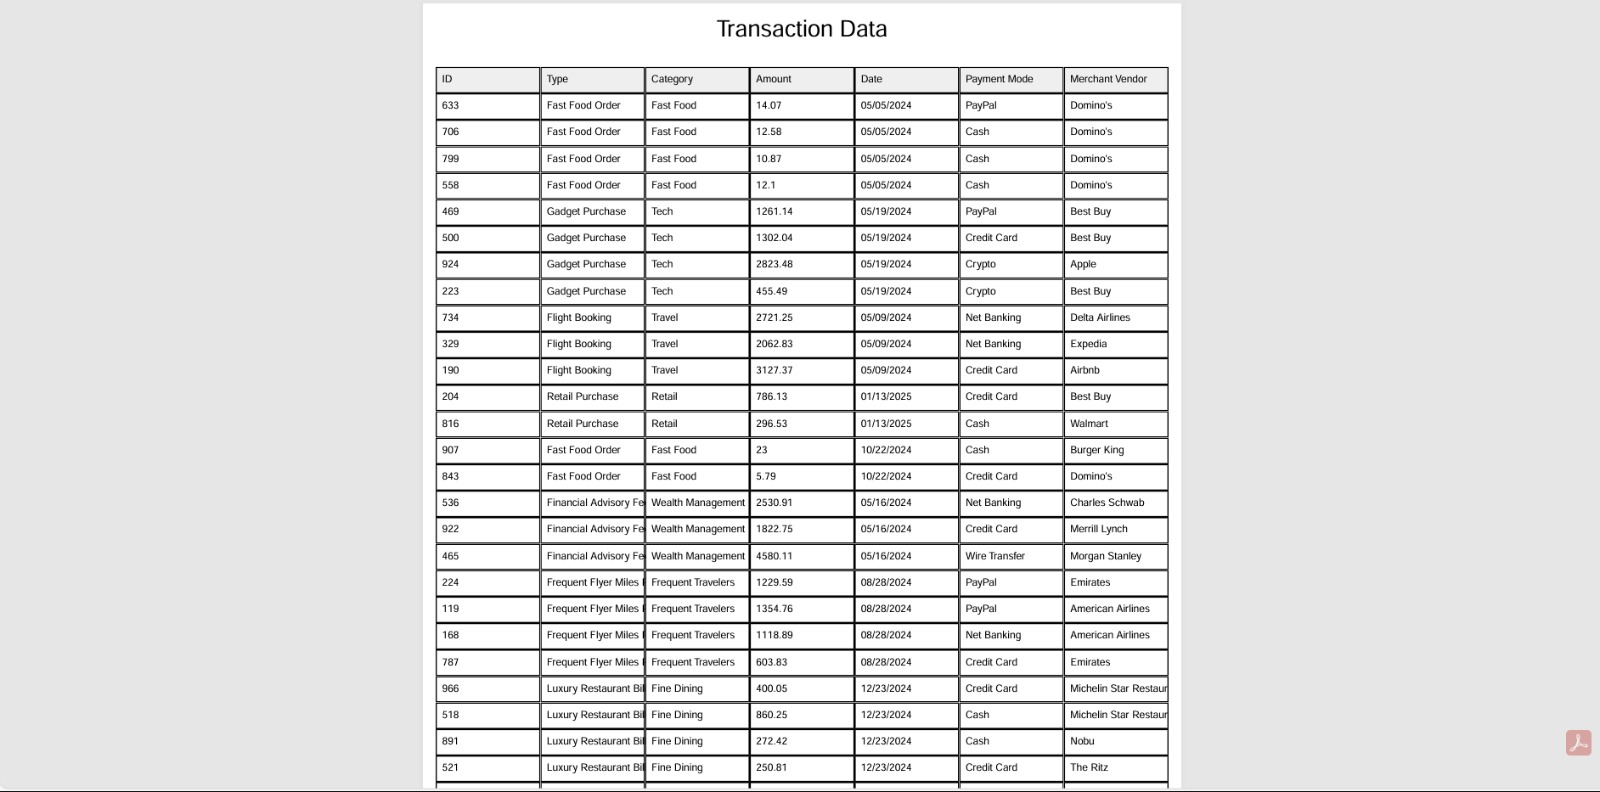 Transaction Data
ID Type Category Amount Date Payment Mode Merchant Vendor
633 Fast Food Order Fast Food 14.07 05/05/2024 PayPal Domino's
706 Fast Food Order Fast Food 12.58 05/05/2024 Cash Domino's
799 Fast Food Order Fast Food 10.87 05/05/2024 Cash Domino's
558 Fast Food Order Fast Food 12.1 05/05/2024 Cash Domino's
469 Gadget Purchase Tech 1261.14 05/19/2024 PayPal Best Buy
500 Gadget Purchase Tech 1302.04 05/19/2024 Credit Card Best Buy
924 Gadget Purchase Tech 2823.48 05/19/2024 Crypto Apple
223 Gadget Purchase Tech 455.49 05/19/2024 Crypto Best Buy
734 Flight Booking Travel 2721.25 05/09/2024 Net Banking Delta Airlines
329 Flight Booking Travel 2062.83 05/09/2024 Net Banking Expedia
190 Flight Booking Travel 3127.37 05/09/2024 Credit Card Airbnb
204 Retail Purchase Retail 786.13 01/13/2025 Credit Card Best Buy
816 Retail Purchase Retail 296.53 01/13/2025 Cash Walmart
907 Fast Food Order Fast Food 23 10/22/2024 Cash Burger King
843 Fast Food Order Fast Food 5.79 10/22/2024 Credit Card Domino's
536 Financial Advisory Fe Wealth Management 2530.91 05/16/2024 Net Banking Charles Schwab
922 Financial Advisory Fe Wealth Management 1822.75 05/16/2024 Credit Card Merrill Lynch
465 Financial Advisory Fe Wealth Management 4580.11 05/16/2024 Wire Transfer Morgan Stanley
224 Frequent Flyer Miles Frequent Travelers 1229.59 08/28/2024 PayPal Emirates
119 Frequent Flyer Miles Frequent Travelers 1354.76 08/28/2024 PayPal American Airlines
168 Frequent Flyer Miles Frequent Travelers 1118.89 08/28/2024 Net Banking American Airlines
787 Frequent Flyer Miles Frequent Travelers 603.83 08/28/2024 Credit Card Emirates
966 Luxury Restaurant Bil Fine Dining 400.05 12/23/2024 Credit Card Michelin Star Restaur
518 Luxury Restaurant Bil Fine Dining 860.25 12/23/2024 Cash Michelin Star Restaur
891 Luxury Restaurant Bil Fine Dining 272.42 12/23/2024 Cash Nobu
521 Luxury Restaurant Bil Fine Dining 250.81 12/23/2024 Credit Card The Ritz